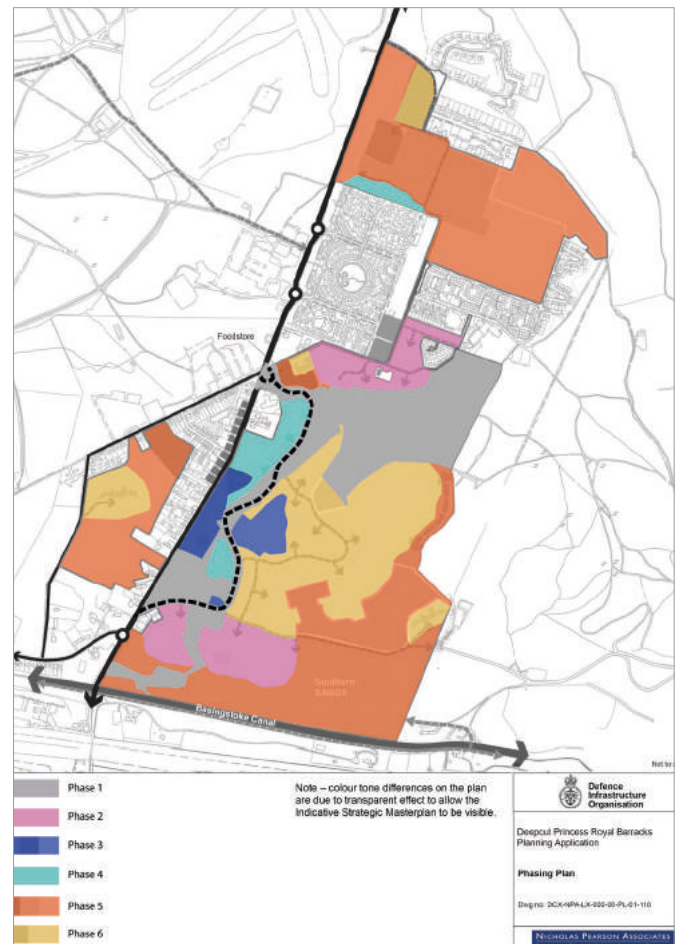 Foodstore
Southern
SANGS
Basingstoke Canal
Not to
Phase 1
Phase 2
Phase 3
Phase 4
Phase 5
Phase 6
Note – colour tone differences on the plan
are due to transparent effect to allow the
Indicative Strategic Masterplan to be visible.
Defence
Infrastructure
Organisation
Deepcut Princess Royal Barracks
Planning Application
Phasing Plan
NICHOLAS PEARSON ASSOCIATES